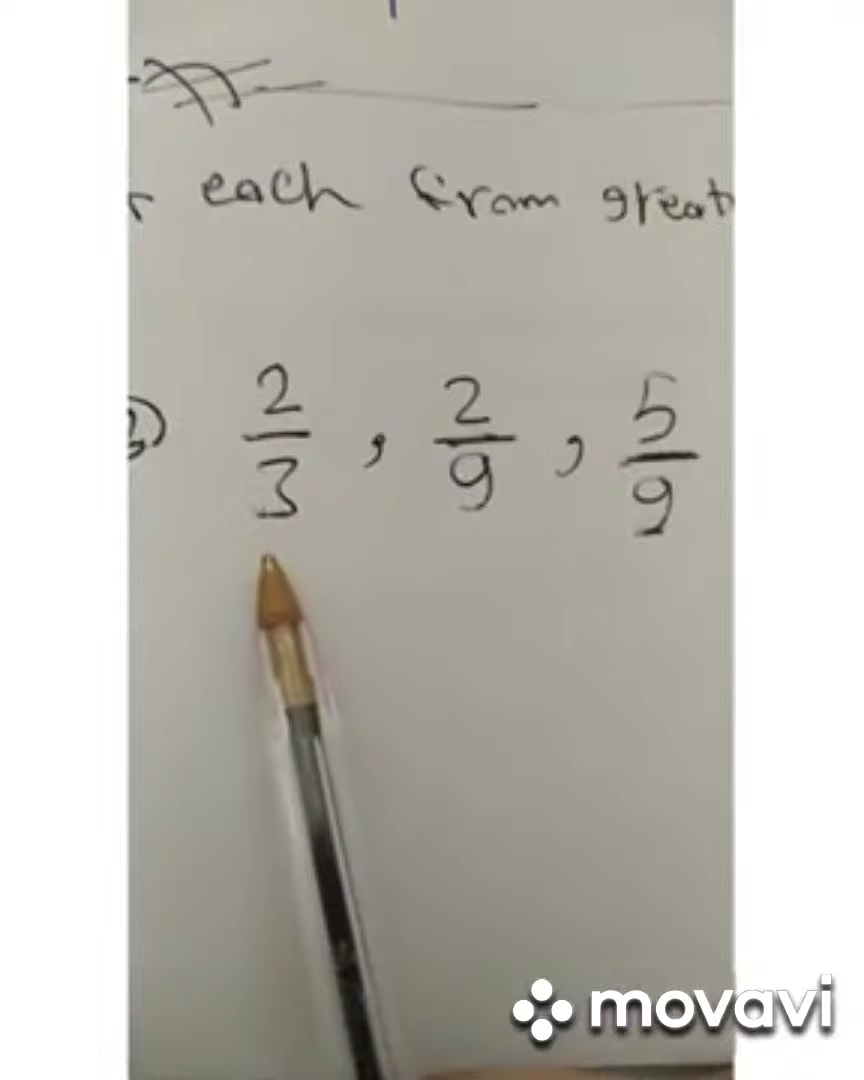 each from great
2/3 , 2/9 , 5/9
movavi